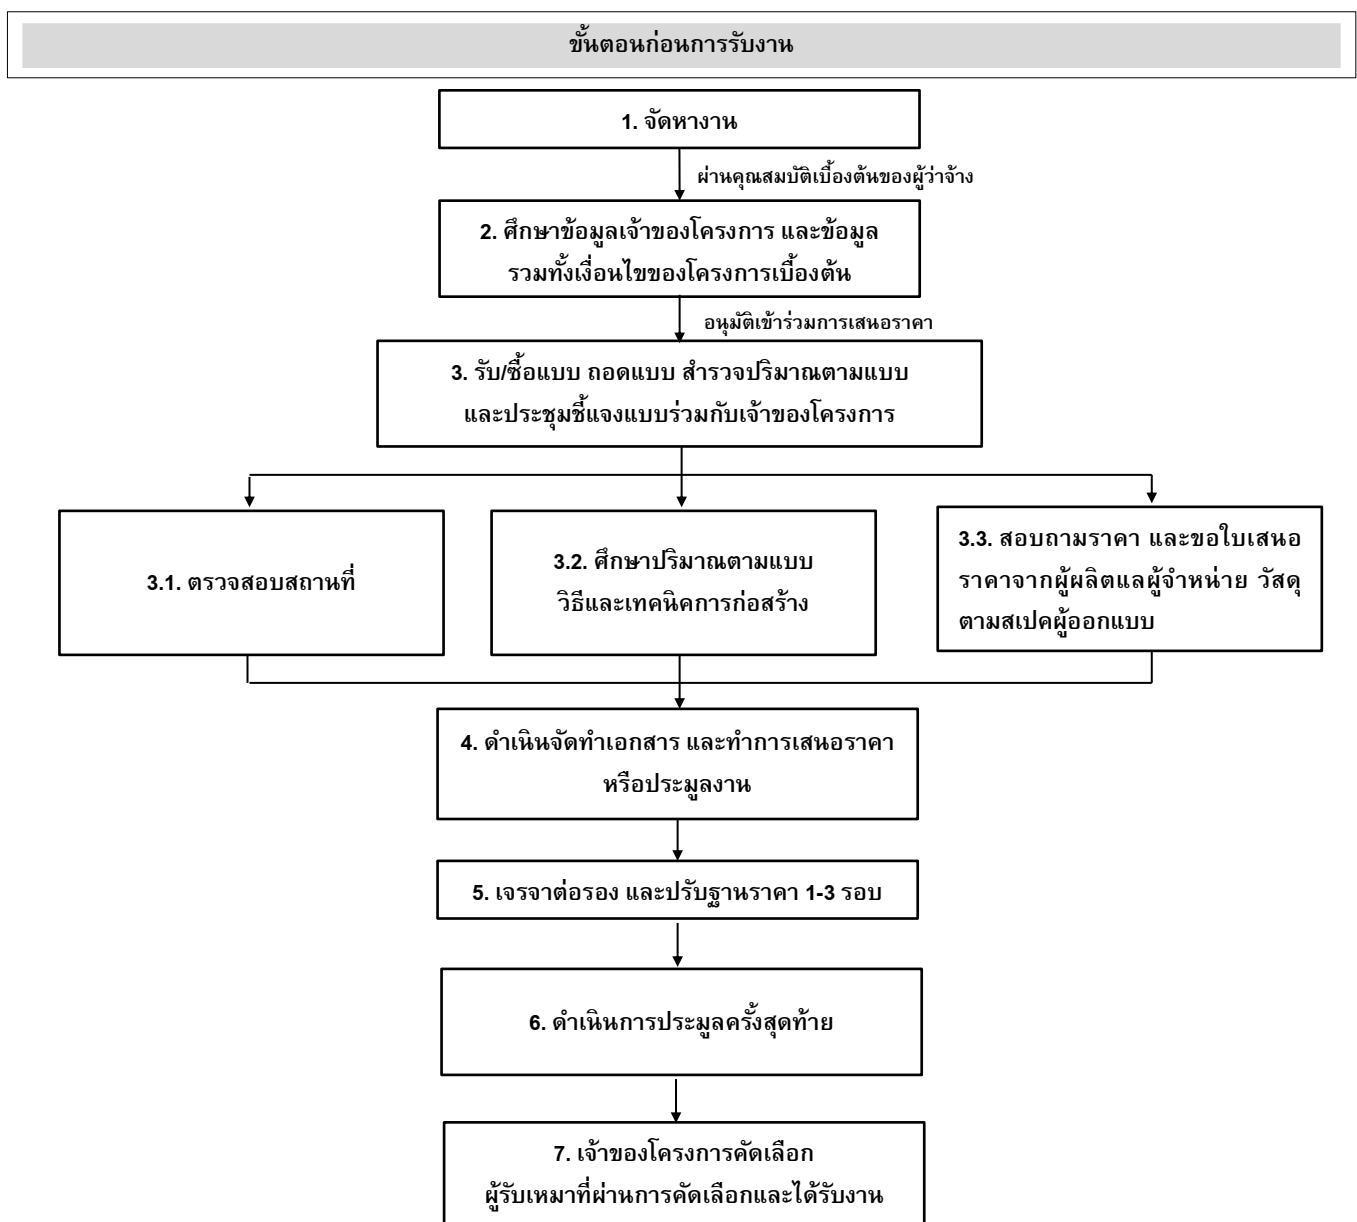 ขั้นตอนก่อนการรับงาน
1. จัดหางาน
ผ่านคุณสมบัติเบื้องต้นของผู้ว่าจ้าง
2. ศึกษาข้อมูลเจ้าของโครงการ และข้อมูล
รวมทั้งเงื่อนไขของโครงการเบื้องต้น
อนุมัติเข้าร่วมการเสนอราคา
3. รับ/ซื้อแบบ ถอดแบบ สำรวจปริมาณตามแบบ
และประชุมชี้แจงแบบร่วมกับเจ้าของโครงการ
3.1. ตรวจสอบสถานที่
3.2. ศึกษาปริมาณตามแบบ
วิธีและเทคนิคการก่อสร้าง
3.3. สอบถามราคา และขอใบเสนอ
ราคาจากผู้ผลิตแลผู้จำหน่าย วัสดุ
ตามสเปคผู้ออกแบบ
4. ดำเนินจัดทำเอกสาร และทำการเสนอราคา
หรือประมูลงาน
5. เจรจาต่อรอง และปรับฐานราคา 1-3 รอบ
6. ดำเนินการประมูลครั้งสุดท้าย
7. เจ้าของโครงการคัดเลือก
ผู้รับเหมาที่ผ่านการคัดเลือกและได้รับงาน